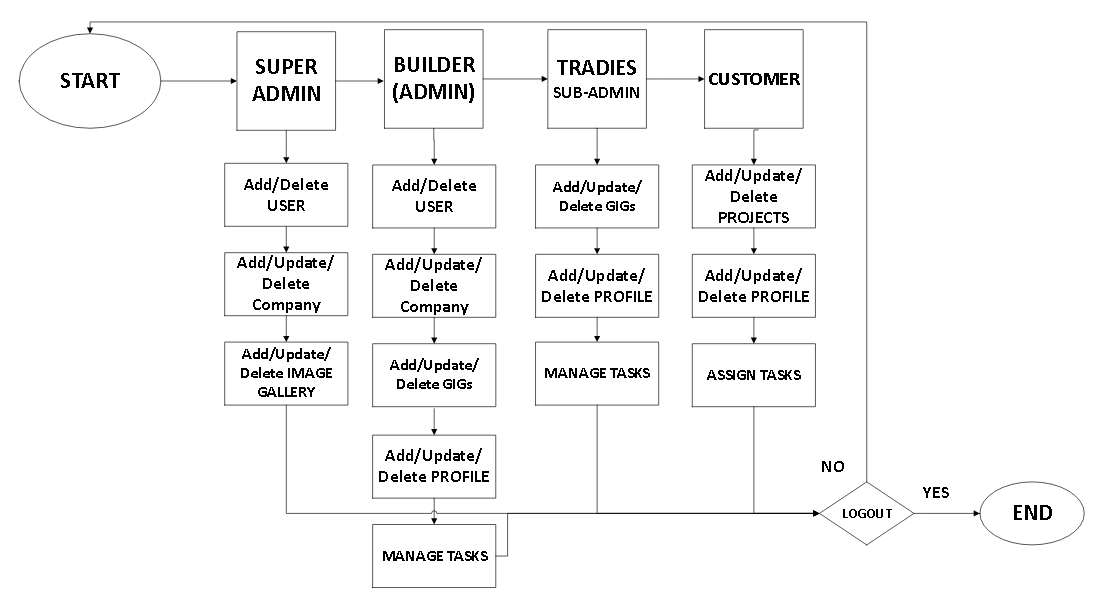 START
SUPER
ADMIN
BUILDER
(ADMIN)
TRADIES
SUB-ADMIN
CUSTOMER
Add/Delete
USER
Add/Delete
USER
Add/Update/
Delete GIGs
Add/Update/
Delete
PROJECTS
Add/Update/
Delete
Company
Add/Update/
Delete
Company
Add/Update/
Delete PROFILE
Add/Update/
Delete PROFILE
Add/Update/
Delete IMAGE
GALLERY
Add/Update/
Delete GIGs
MANAGE TASKS
ASSIGN TASKS
Add/Update/
Delete PROFILE
MANAGE TASKS
NO
LOGOUT
YES
END